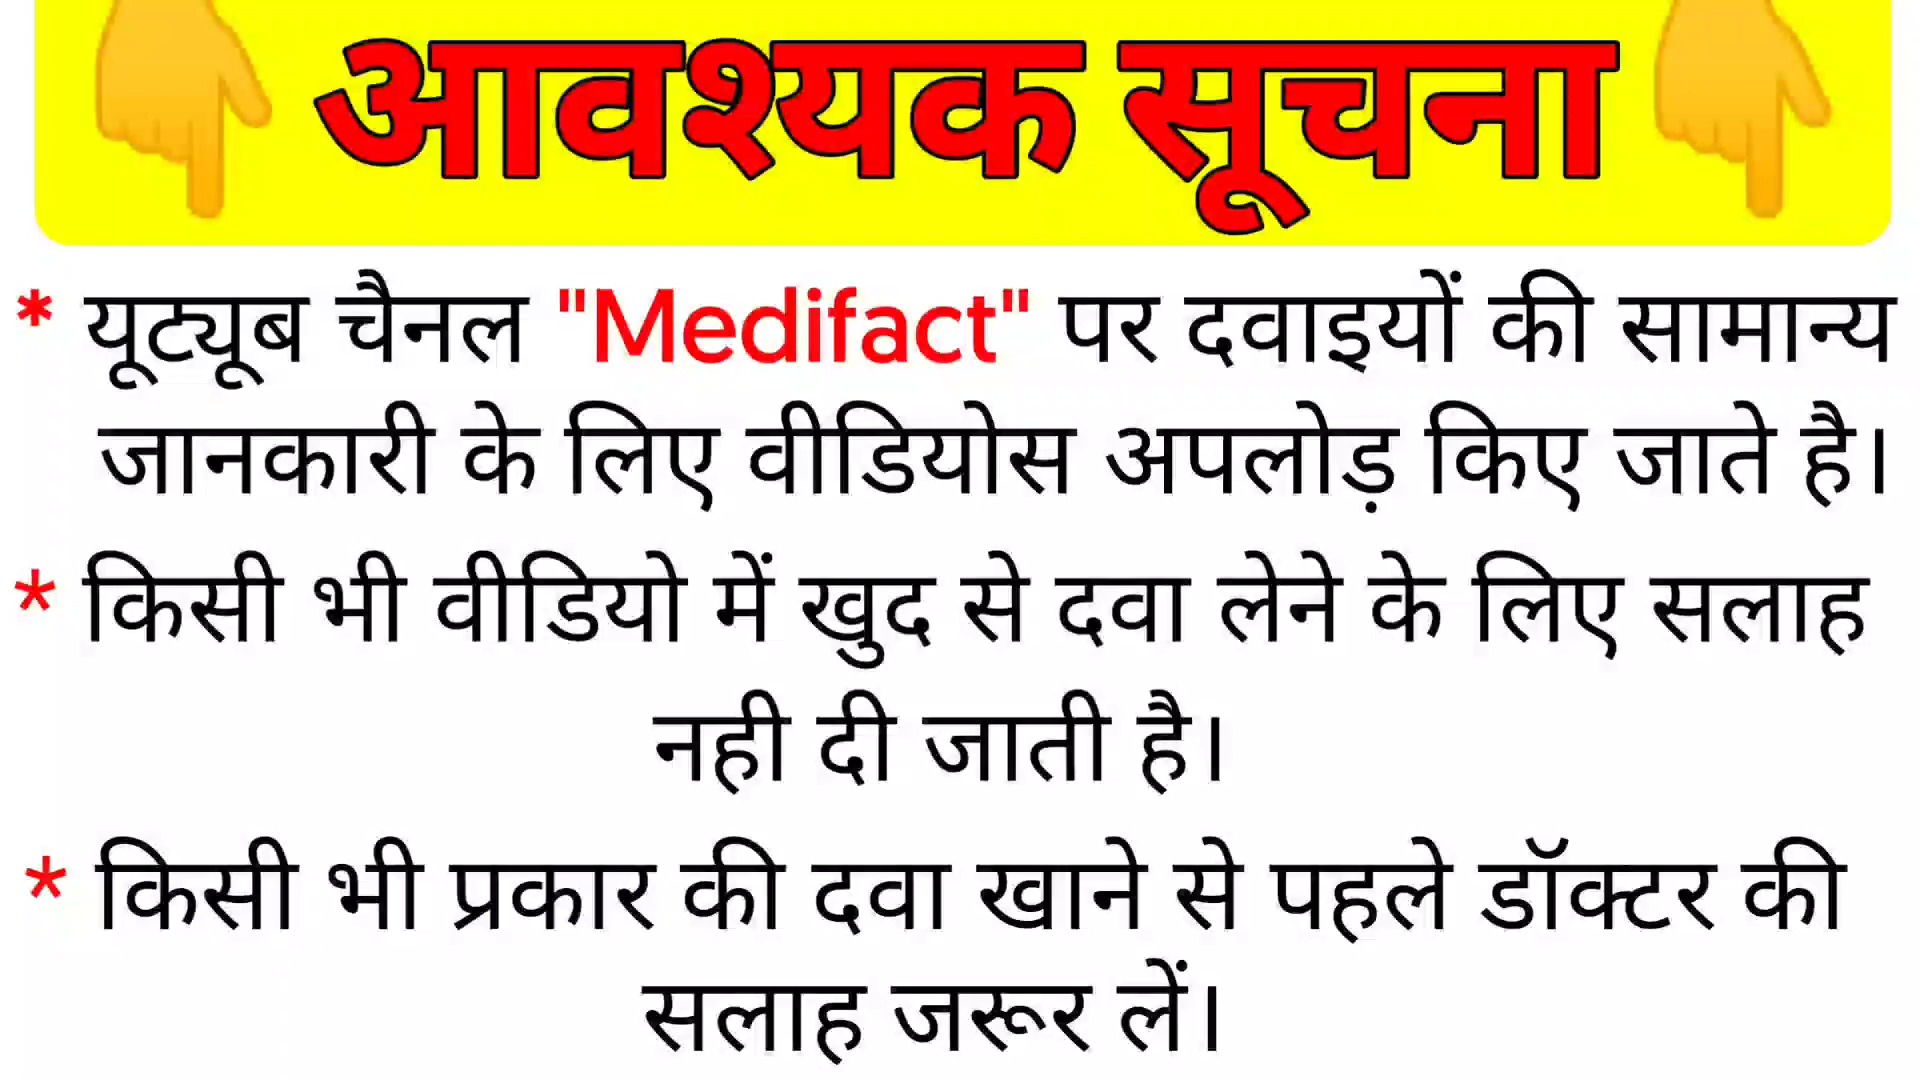 आवश्यक सूचना
* यूट्यूब चैनल "Medifact" पर दवाइयों की सामान्य
जानकारी के लिए वीडियोस अपलोड़ किए जाते है।
* किसी भी वीडियो में खुद से दवा लेने के लिए सलाह
नही दी जाती है।
* किसी भी प्रकार की दवा खाने से पहले डॉक्टर की
सलाह जरूर लें।